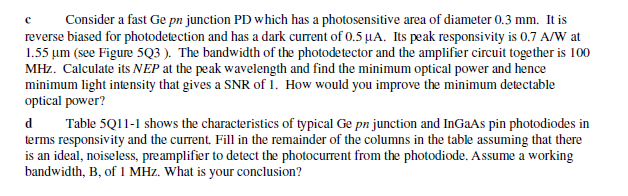 c Consider a fast Ge pn junction PD which has a photosensitive area of diameter 0.3 mm. It is
reverse biased for photodetection and has a dark current of 0.5 μA. Its peak responsivity is 0.7 A/W at
1.55 μm (see Figure 5Q3 ). The bandwidth of the photodetector and the amplifier circuit together is 100
MHz. Calculate its NEP at the peak wavelength and find the minimum optical power and hence
minimum light intensity that gives a SNR of 1. How would you improve the minimum detectable
optical power?
d Table 5Q11-1 shows the characteristics of typical Ge pn junction and InGaAs pin photodiodes in
terms responsivity and the current. Fill in the remainder of the columns in the table assuming that there
is an ideal, noiseless, preamplifier to detect the photocurrent from the photodiode. Assume a working
bandwidth, B, of 1 MHz. What is your conclusion?